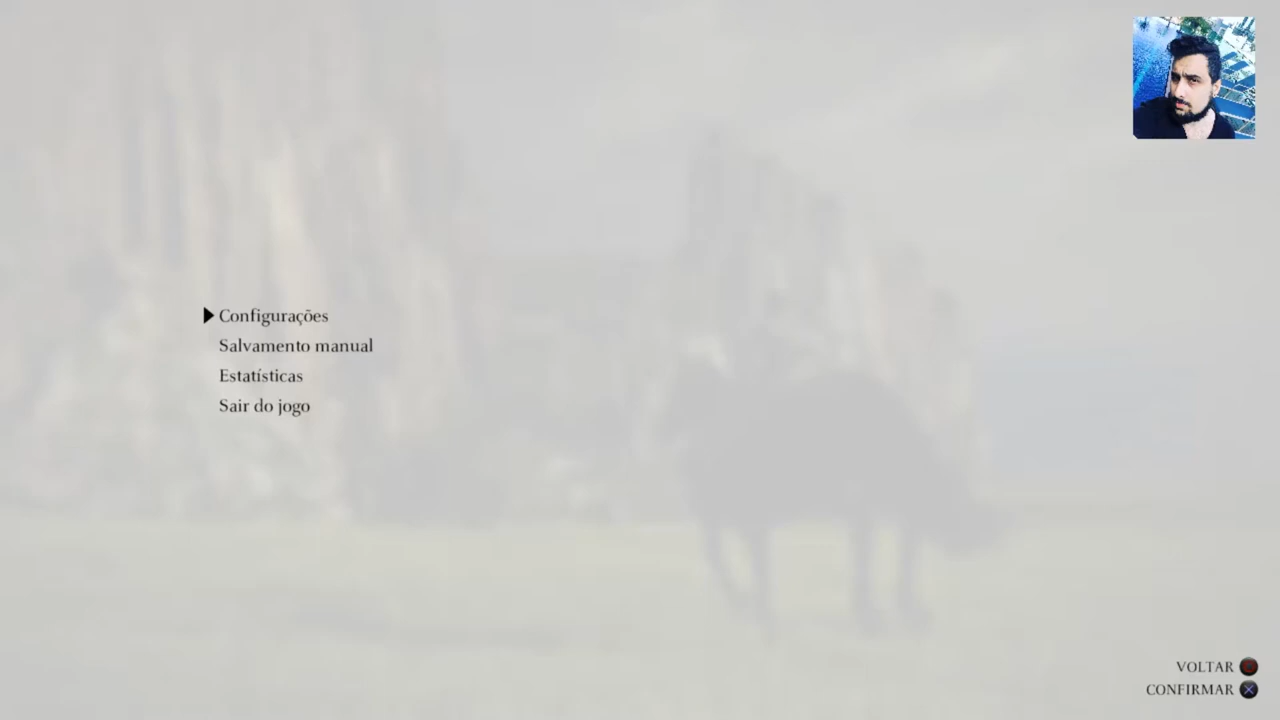 Configurações
Salvamento manual
Estatísticas
Sair do jogo
VOLTAR
CONFIRMAR